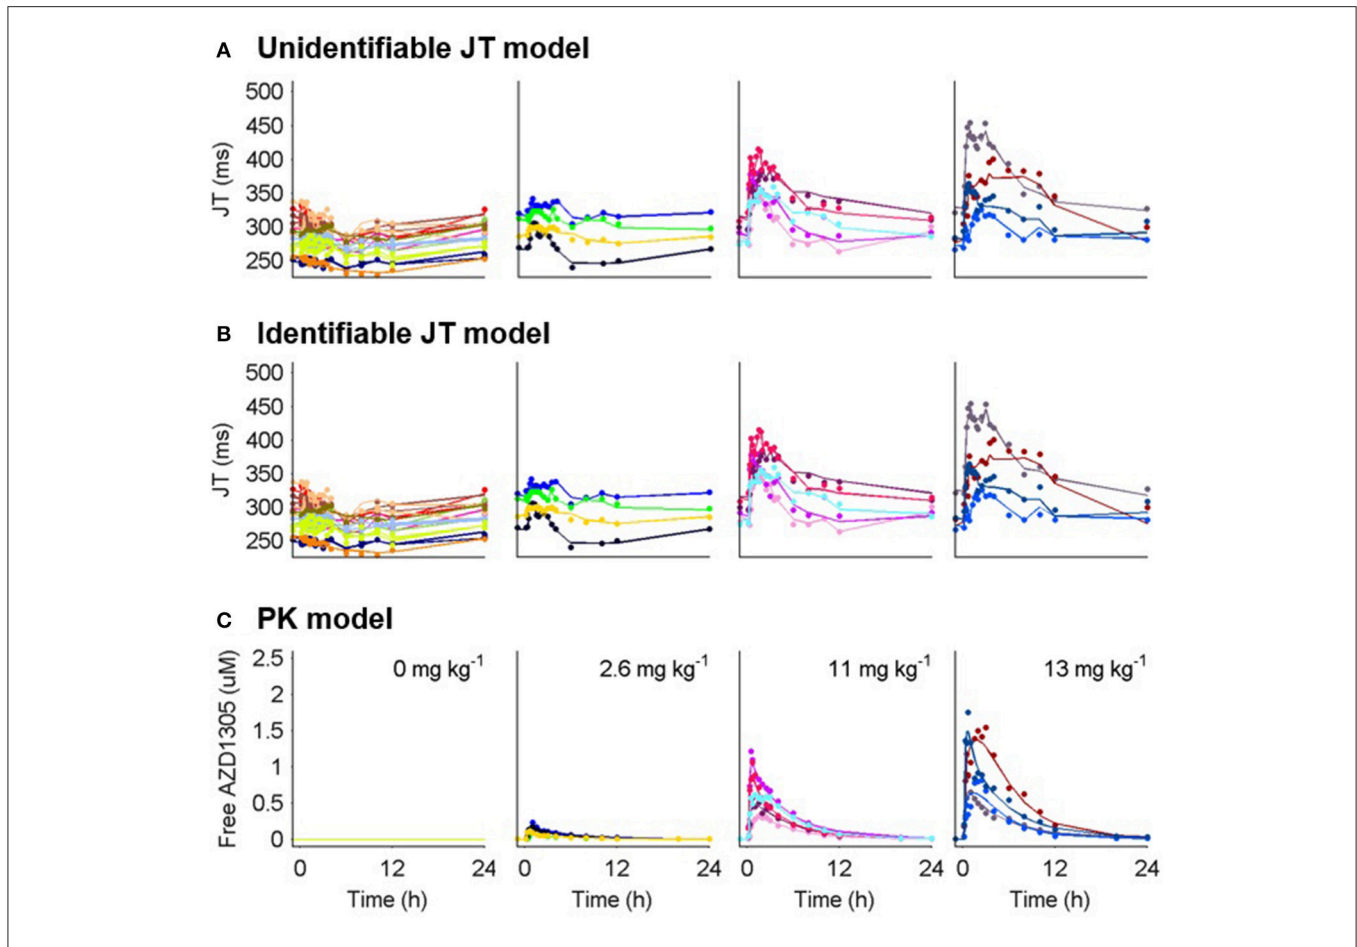 A Unidentifiable JT model
500
450
400
350
300
250
JT (ms)
B Identifiable JT model
500
450
400
350
300
250
JT (ms)
C PK model
2.5
2
1.5
1
0.5
0
Free AZD1305 (uM)
0 mg kg⁻¹
2.6 mg kg⁻¹
11 mg kg⁻¹
13 mg kg⁻¹
0 12 24
0 12 24
0 12 24
0 12 24
Time (h)
Time (h)
Time (h)
Time (h)